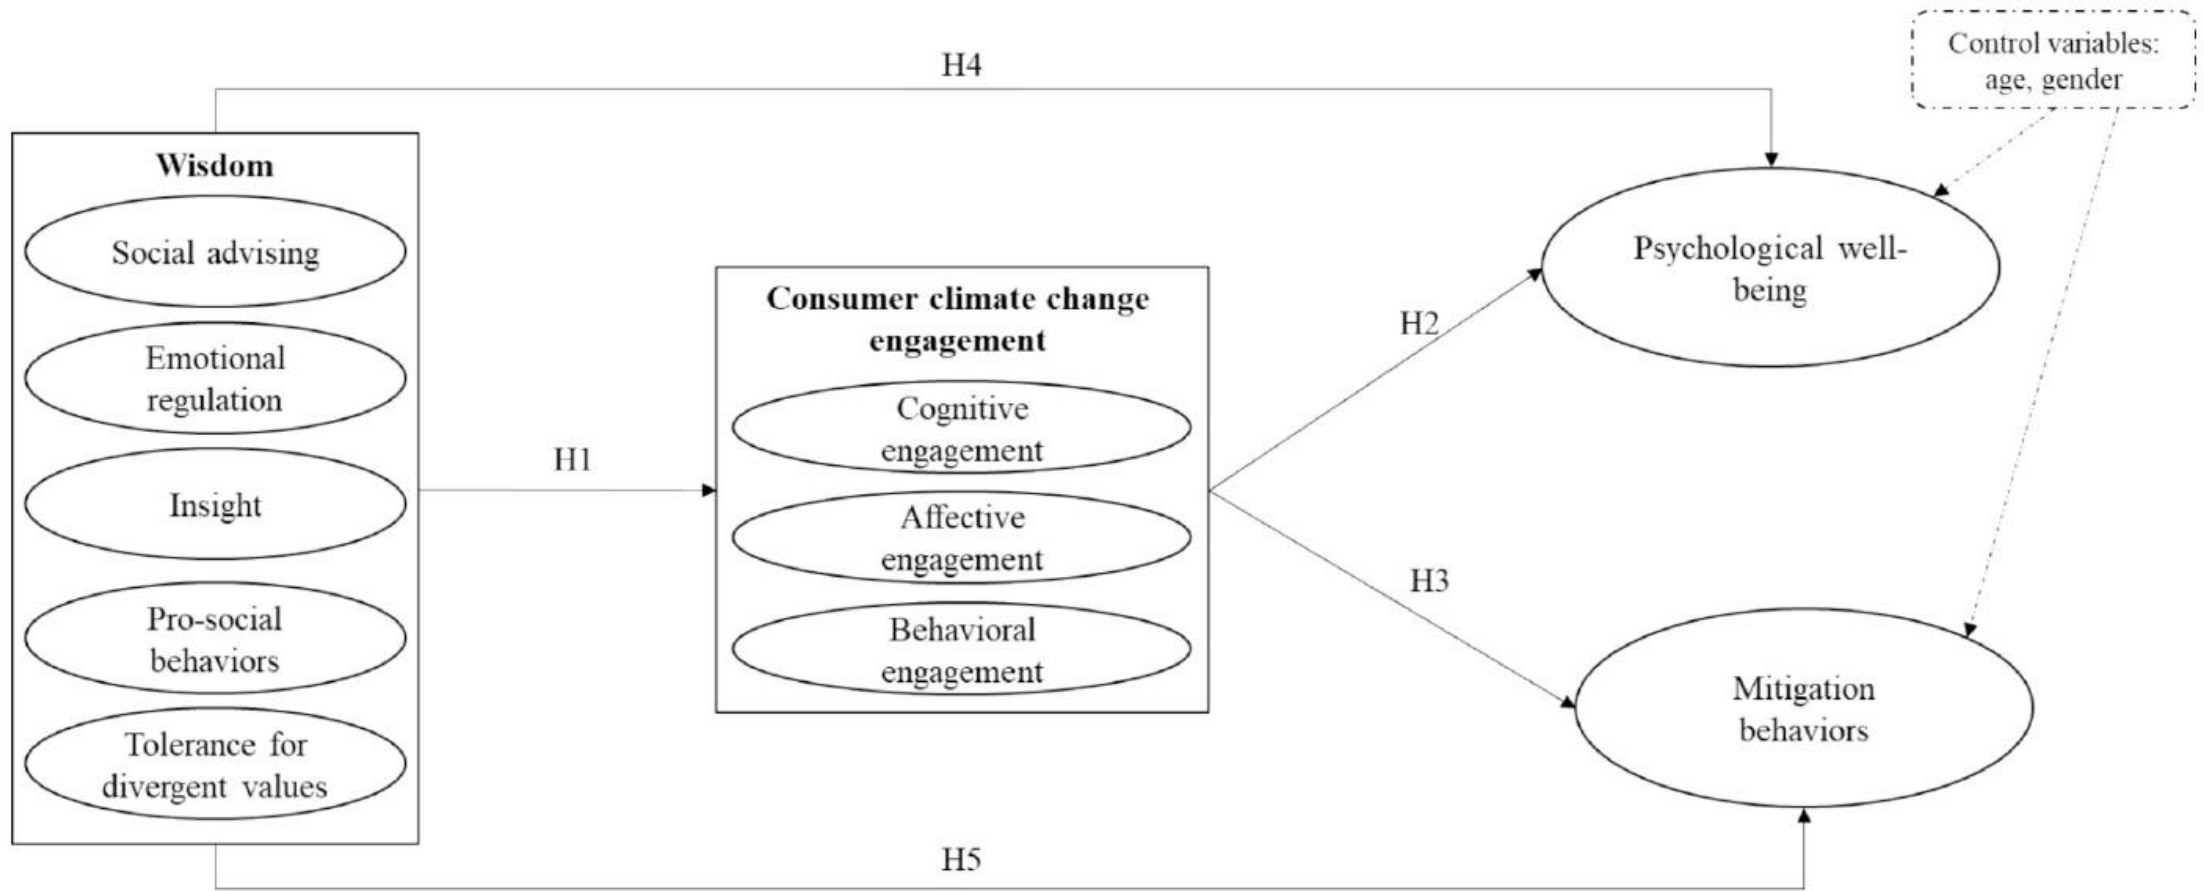 H4
Control variables:
age, gender
Wisdom
Social advising
Emotional
regulation
Insight
Pro-social
behaviors
Tolerance for
divergent values
H1
Consumer climate change
engagement
Cognitive
engagement
Affective
engagement
Behavioral
engagement
H2
H3
Psychological well-
being
Mitigation
behaviors
H5